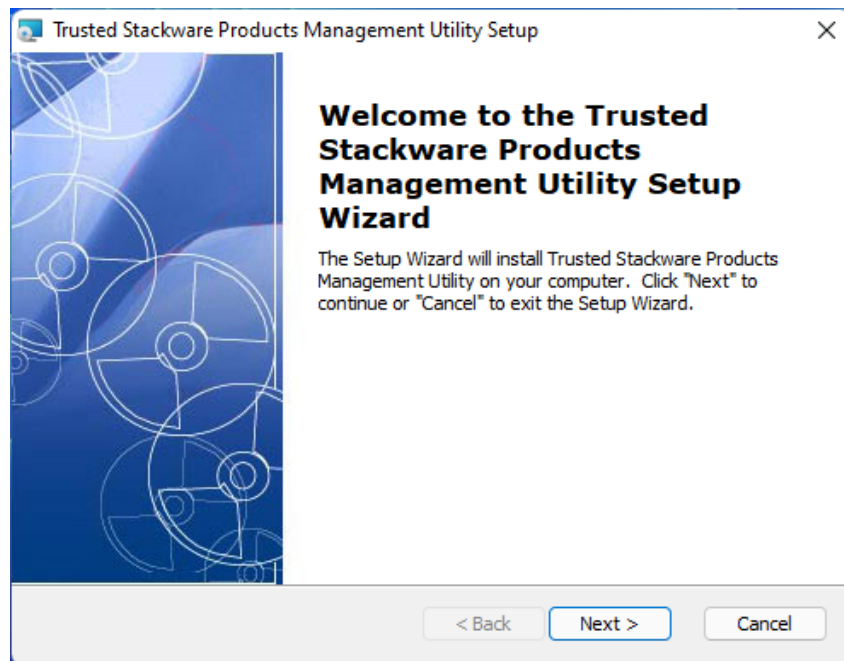 Trusted Stackware Products Management Utility Setup
Welcome to the Trusted
Stackware Products
Management Utility Setup
Wizard
The Setup Wizard will install Trusted Stackware Products
Management Utility on your computer.  Click "Next" to
continue or "Cancel" to exit the Setup Wizard.
< Back Next > Cancel